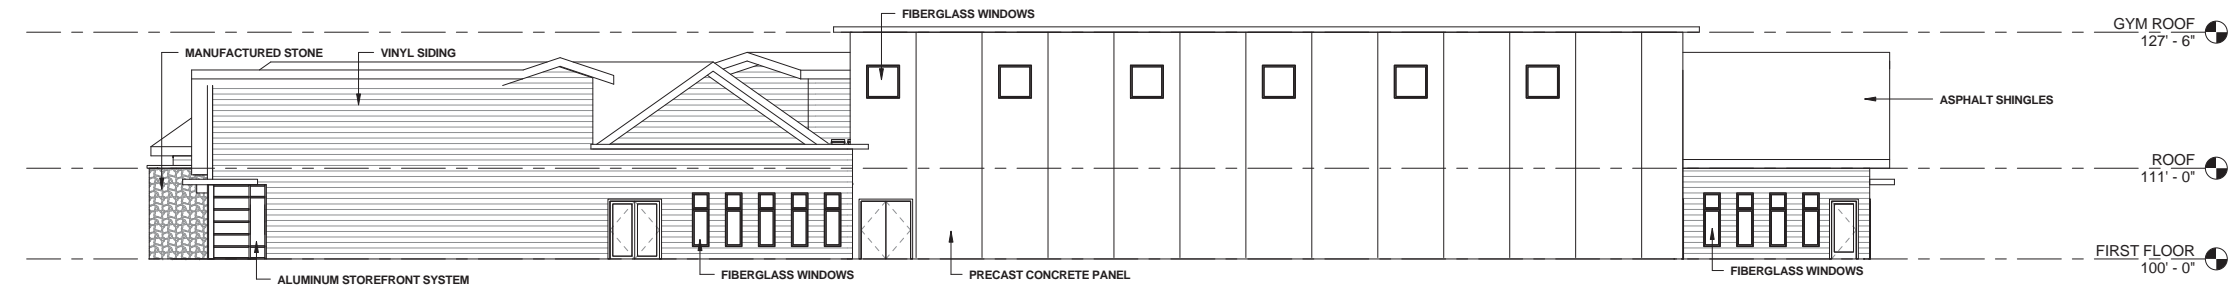 FIBERGLASS WINDOWS
GYM ROOF
127' - 6"
MANUFACTURED STONE
VINYL SIDING
ASPHALT SHINGLES
ROOF
111' - 0"
FIRST FLOOR
100' - 0"
ALUMINUM STOREFRONT SYSTEM
FIBERGLASS WINDOWS
PRECAST CONCRETE PANEL
FIBERGLASS WINDOWS